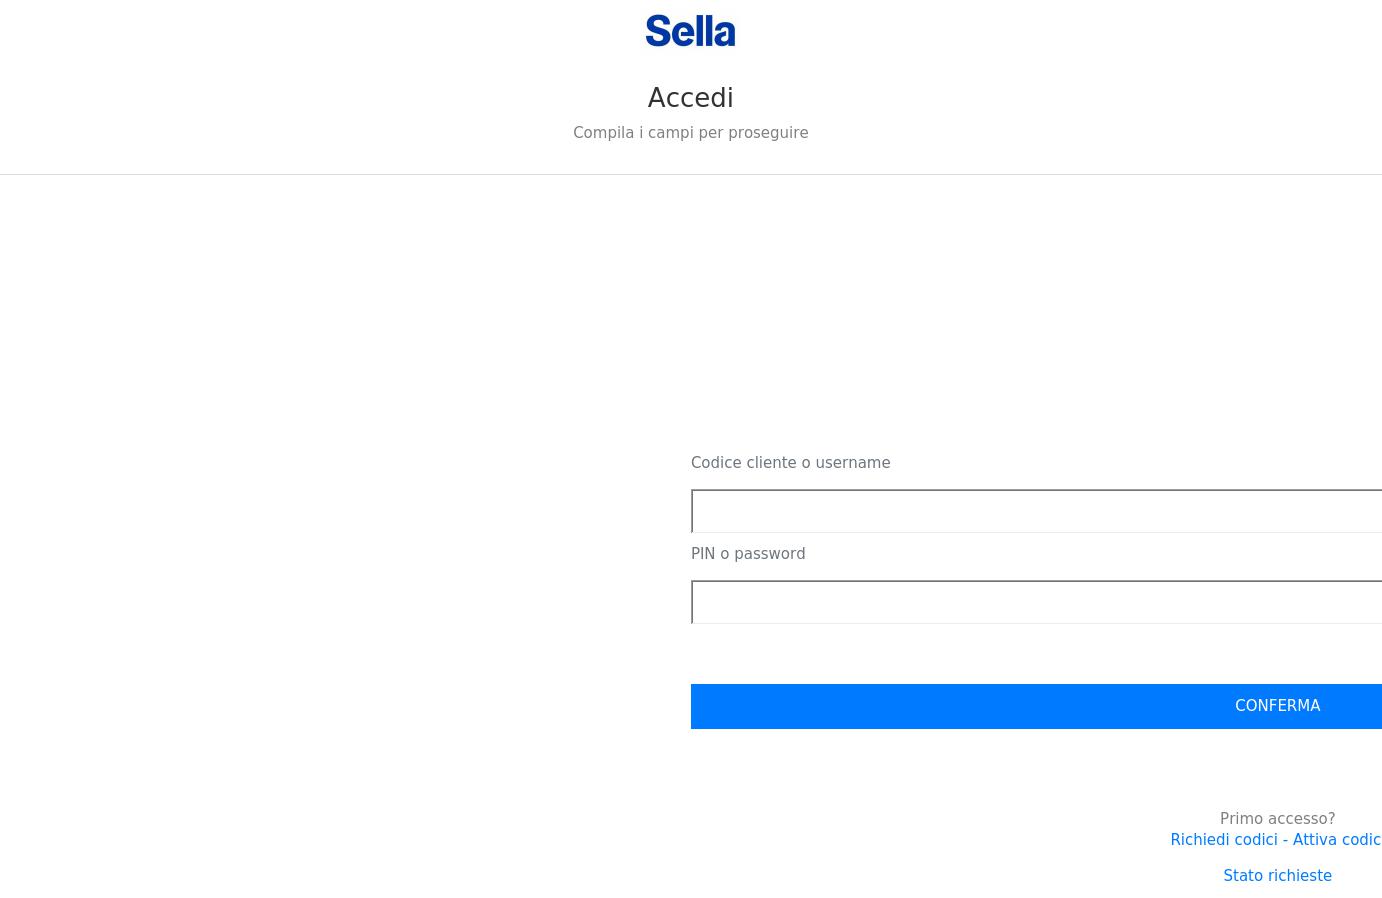 Sella
Accedi
Compila i campi per proseguire
Codice cliente o username
PIN o password
CONFERMA
Primo accesso?
Richiedi codici - Attiva codic
Stato richieste